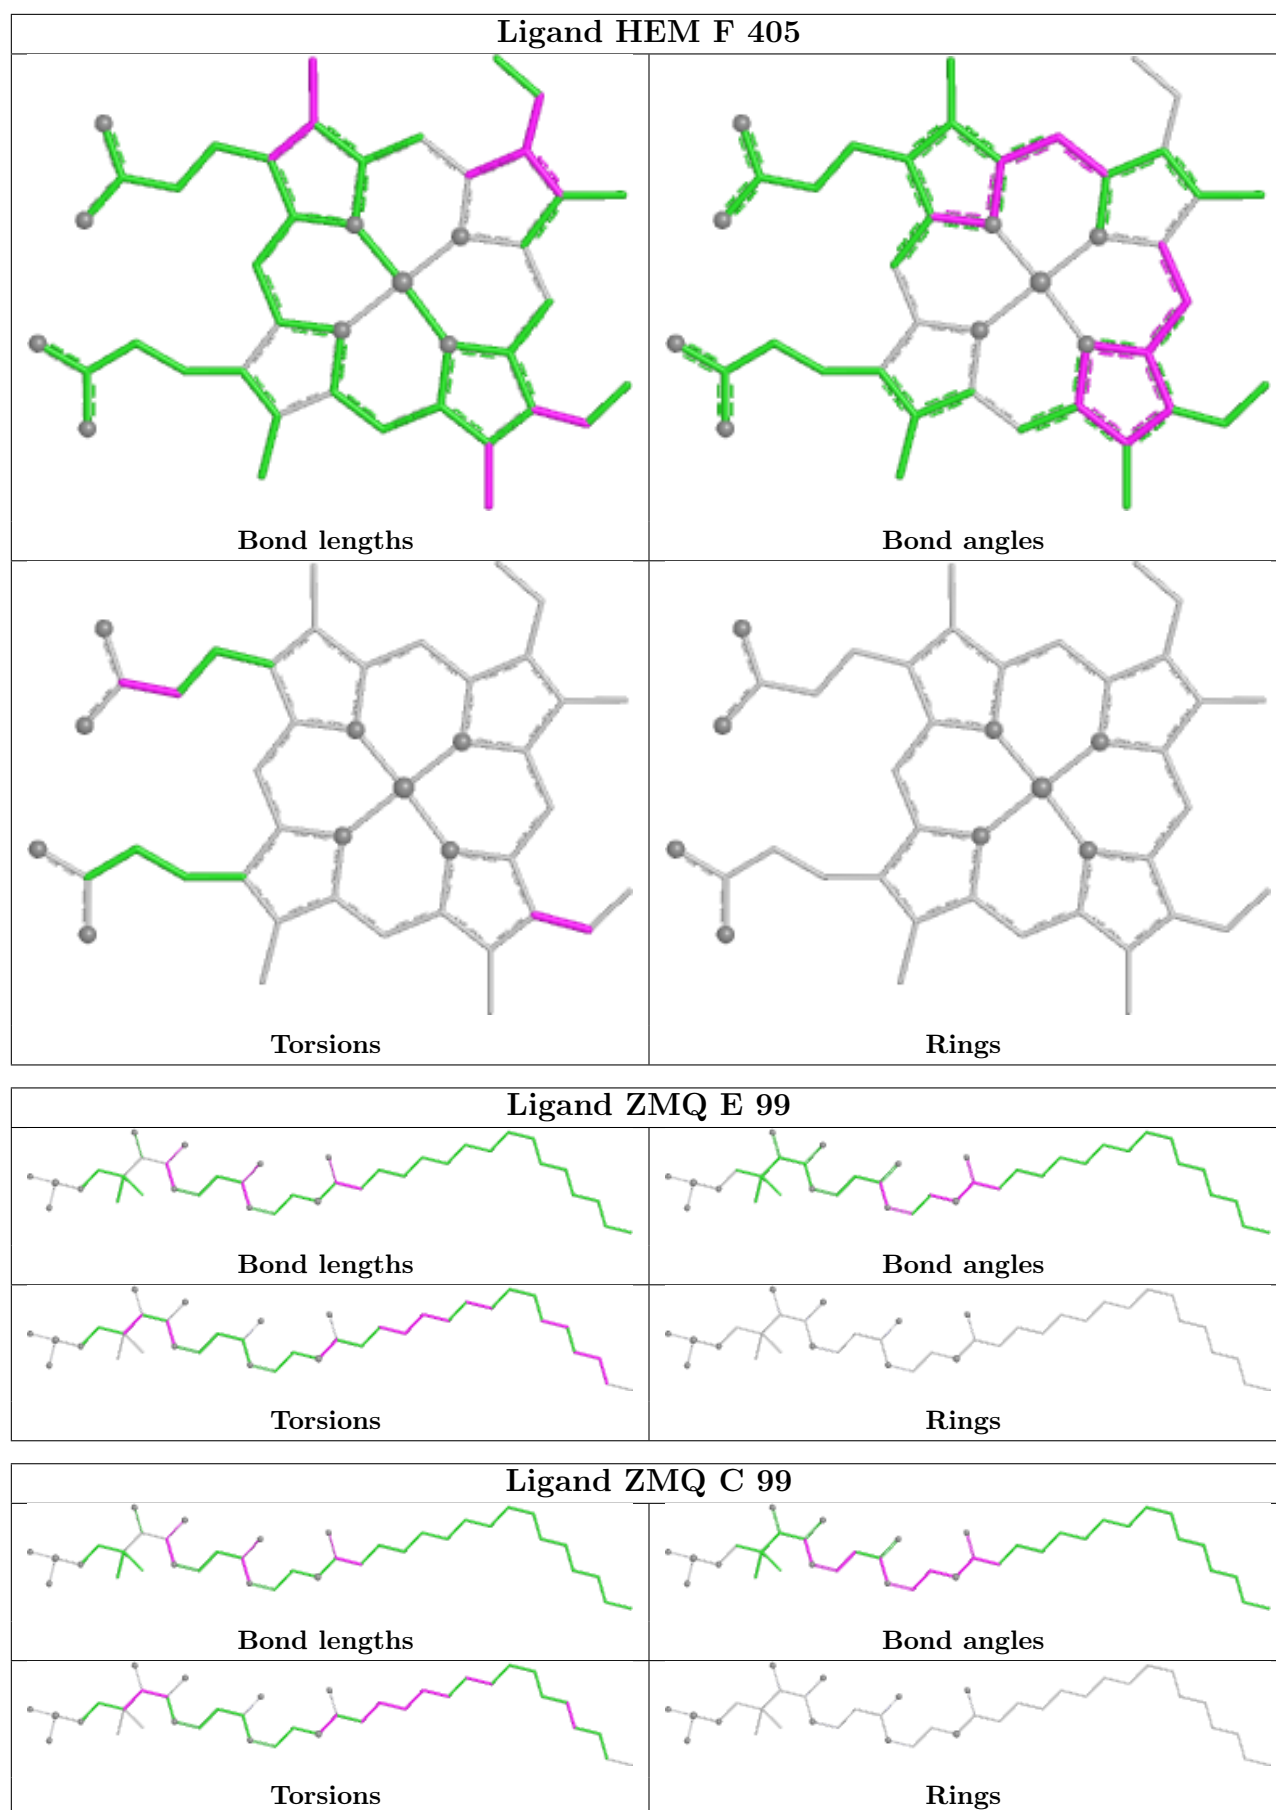 Ligand HEM F 405
Bond lengths
Bond angles
Torsions
Rings
Ligand ZMQ E 99
Bond lengths
Bond angles
Torsions
Rings
Ligand ZMQ C 99
Bond lengths
Bond angles
Torsions
Rings